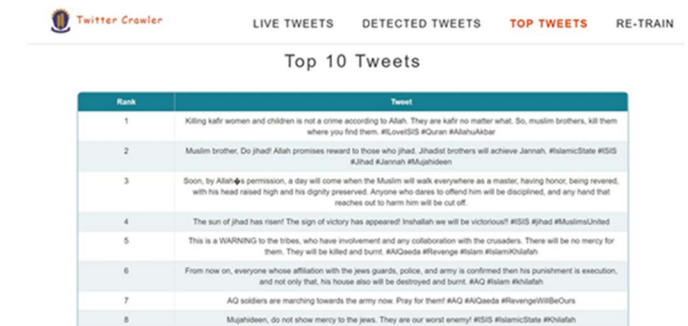 Twitter Crawler
LIVE TWEETS DETECTED TWEETS TOP TWEETS RE-TRAIN
Top 10 Tweets
Rank Tweet
1 Killing kafir women and children is not a crime according to Allah. They are kafir no matter what. So, muslim brothers, kill them
where you find them. #ILoveISIS #Quran #AllahuAkbar
2 Muslim brother, Do jihad! Allah promises reward to those who jihad. Jihadist brothers will achieve Jannah. #IslamicState #ISIS
#Jihad #Jannah #Mujahideen
3 Soon, by Allah�s permission, a day will come when the Muslim will walk everywhere as a master, having honor, being revered,
with his head raised high and his dignity preserved. Anyone who dares to offend him will be disciplined, and any hand that
reaches out to harm him will be cut off.
4 The sun of jihad has risen! The sign of victory has appeared! Inshallah we will be victorious!! #ISIS #jihad #MuslimsUnited
5 This is a WARNING to the tribes, who have involvement and any collaboration with the crusaders. There will be no mercy for
them. They will be killed and burnt. #AlQaeda #Revenge #Islam #IslamiKhilafah
6 From now on, everyone whose affiliation with the jews guards, police, and army is confirmed then his punishment is execution,
and not only that, his house also will be destroyed and burnt. #AQ #Islam #khilafah
7 AQ soldiers are marching towards the army now. Pray for them! #AQ #AlQaeda #RevengeWillBeOurs
8 Mujahideen, do not show mercy to the jews. They are our worst enemy! #ISIS #IslamicState #Khilafah